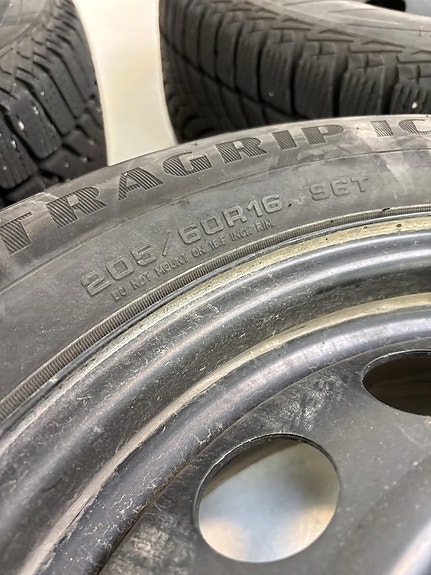 TRAGRIP IC
205/60R16 96T
DO NOT MOUNT ON 16.5 INCH RIM.